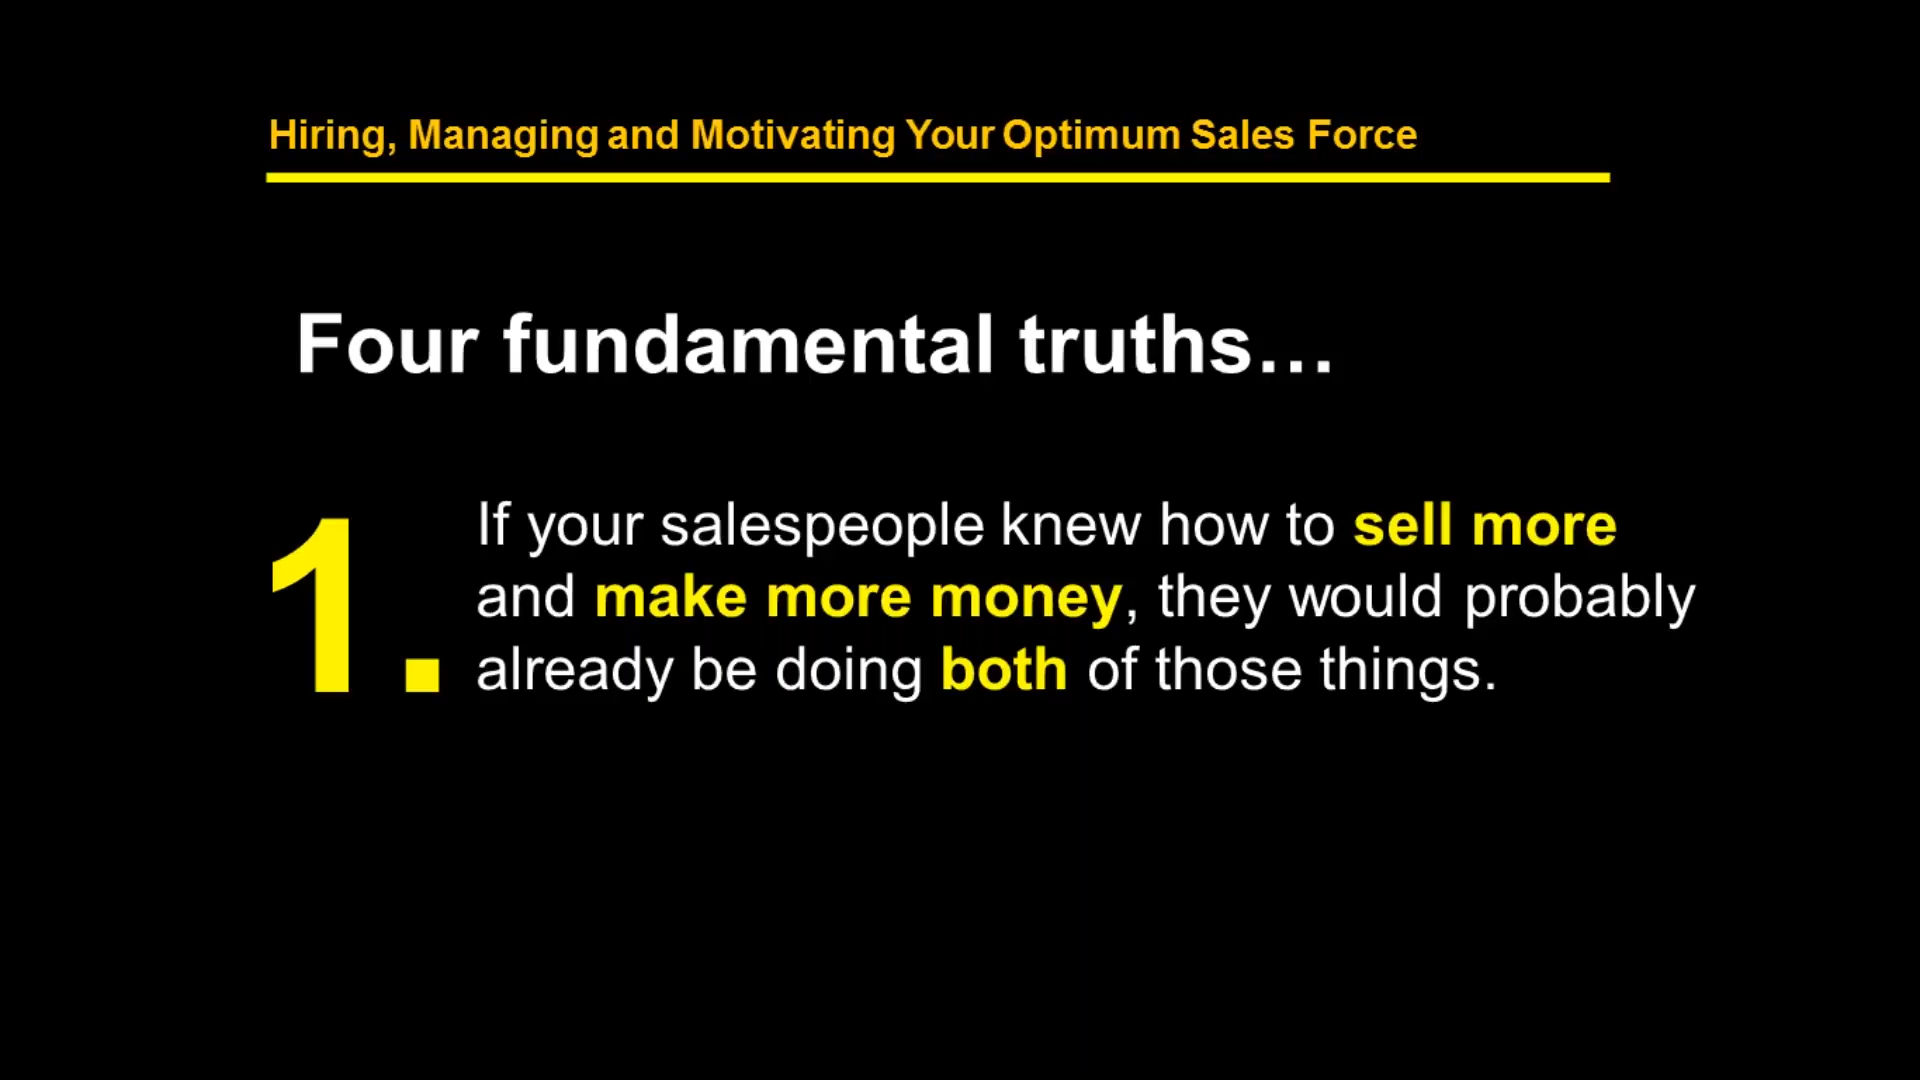 Hiring, Managing and Motivating Your Optimum Sales Force
Four fundamental truths…
1.
If your salespeople knew how to sell more
and make more money, they would probably
already be doing both of those things.